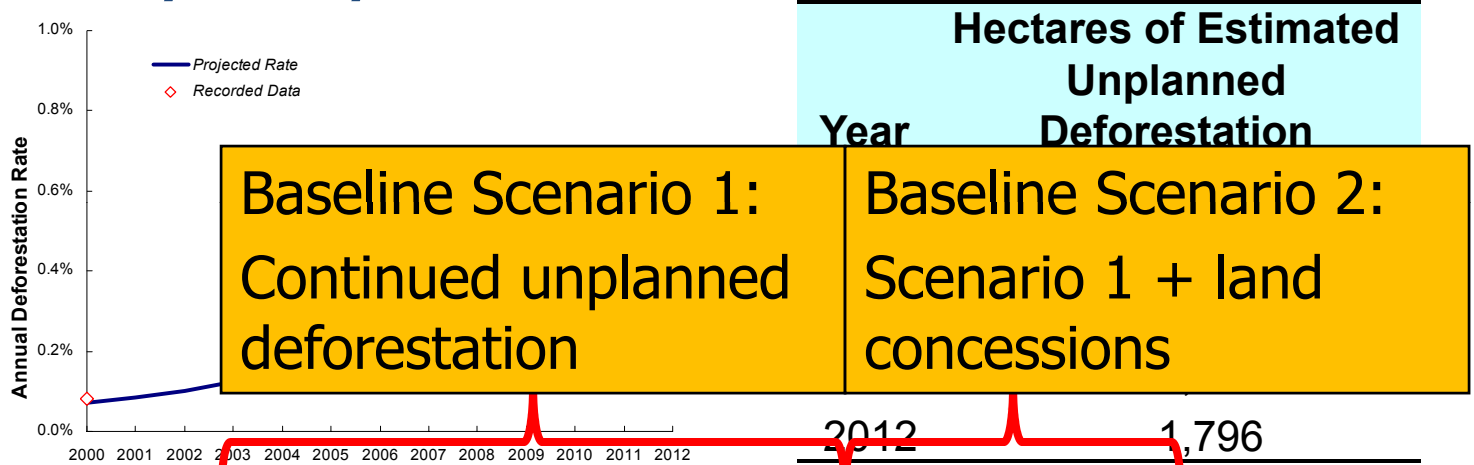 1.0%
0.8%
0.6%
0.4%
0.2%
0.0%
Annual Deforestation Rate
Projected Rate
Recorded Data
2000 2001 2002 2003 2004 2005 2006 2007 2008 2009 2010 2011 2012
Hectares of Estimated
Unplanned
Year Deforestation
Baseline Scenario 1:
Continued unplanned
deforestation
Baseline Scenario 2:
Scenario 1 + land
concessions
2012 1,796